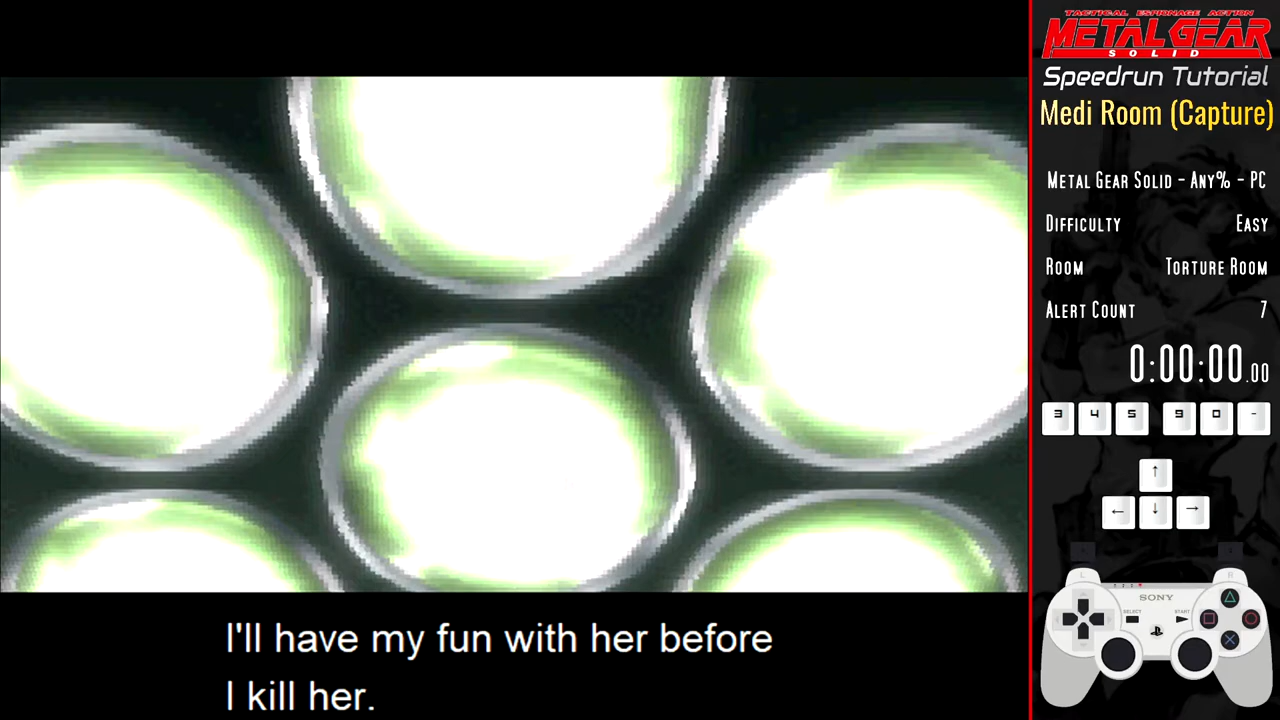 TACTICAL ESPIONAGE ACTION
METAL GEAR
SOLID
Speedrun Tutorial
Medi Room (Capture)
Metal Gear Solid - Any% - PC
Difficulty Easy
Room Torture Room
Alert Count 7
0:00:00.00
3 4 5 9 0 -
↑
← ↓ →
L R
SONY
SELECT START
I'll have my fun with her before
I kill her.